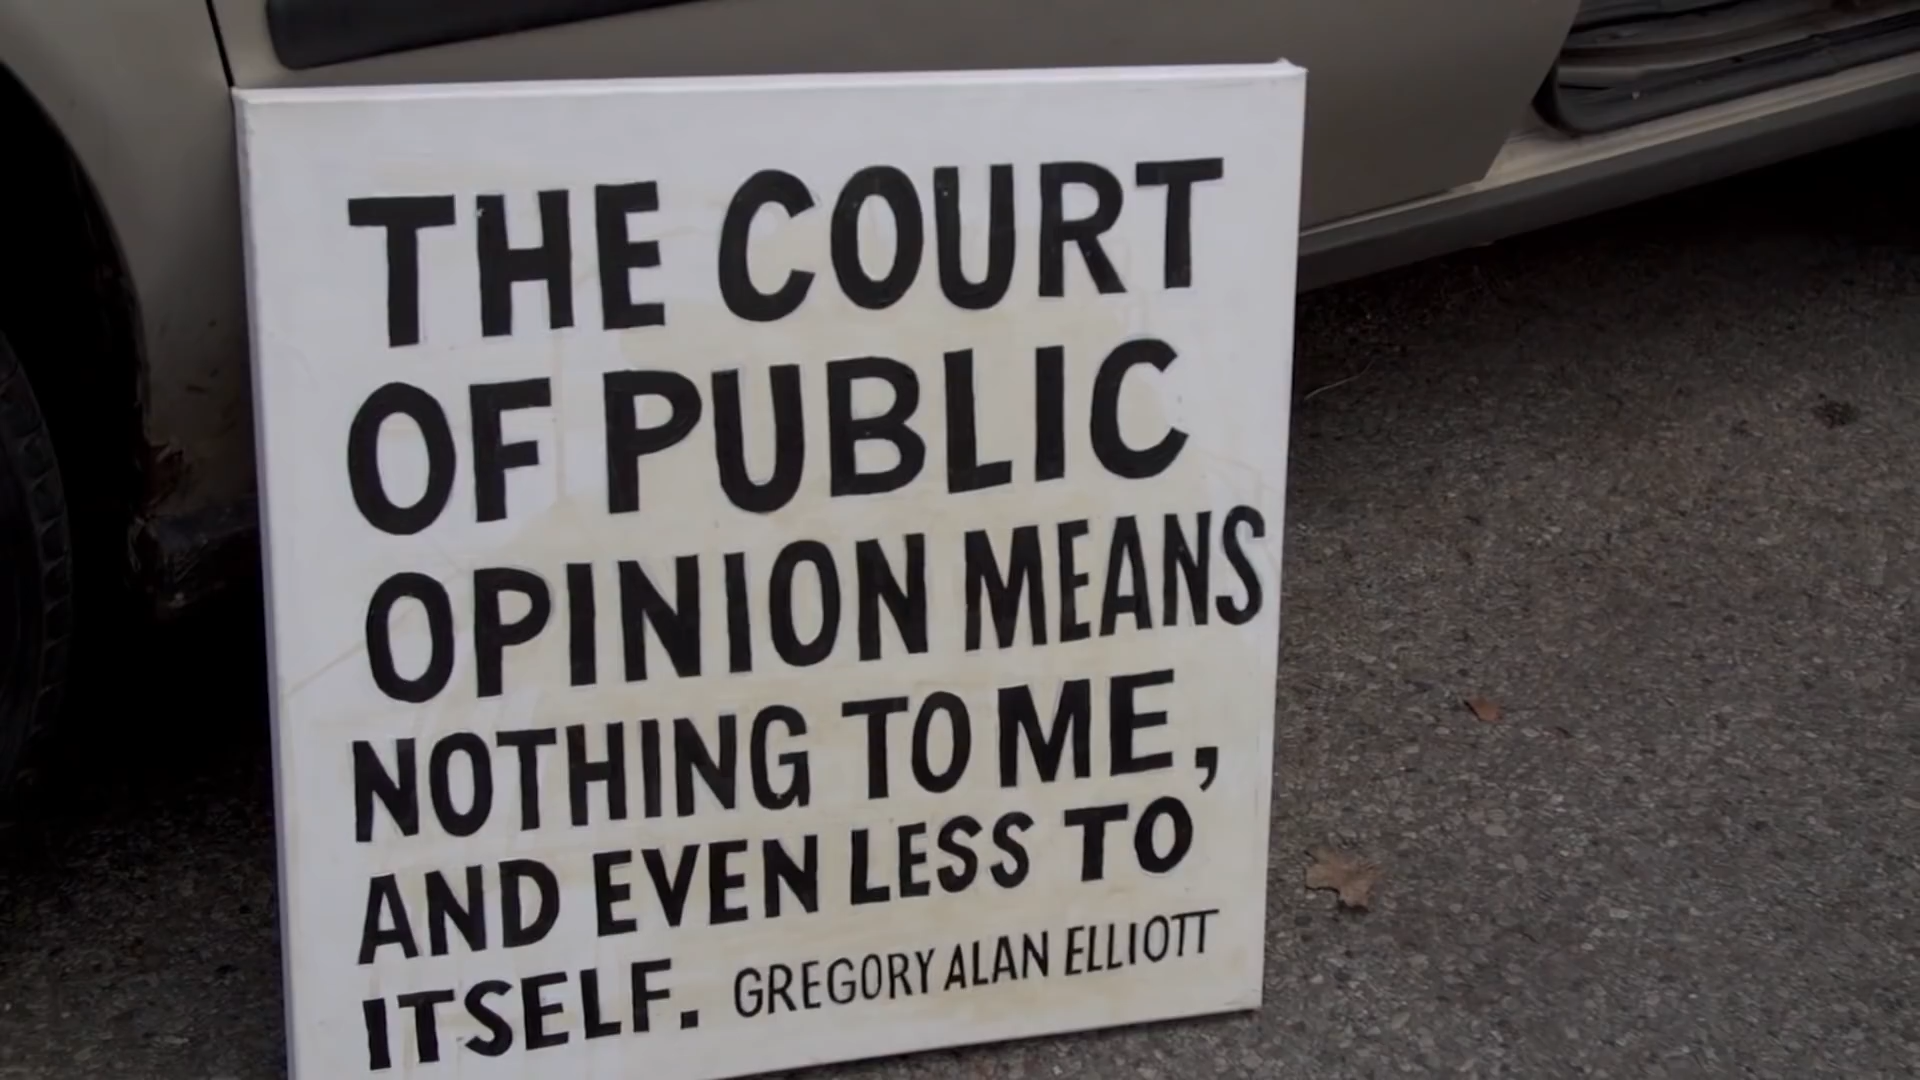 THE COURT
OF PUBLIC
OPINION MEANS
NOTHING TO ME,
AND EVEN LESS TO
ITSELF. GREGORY ALAN ELLIOTT